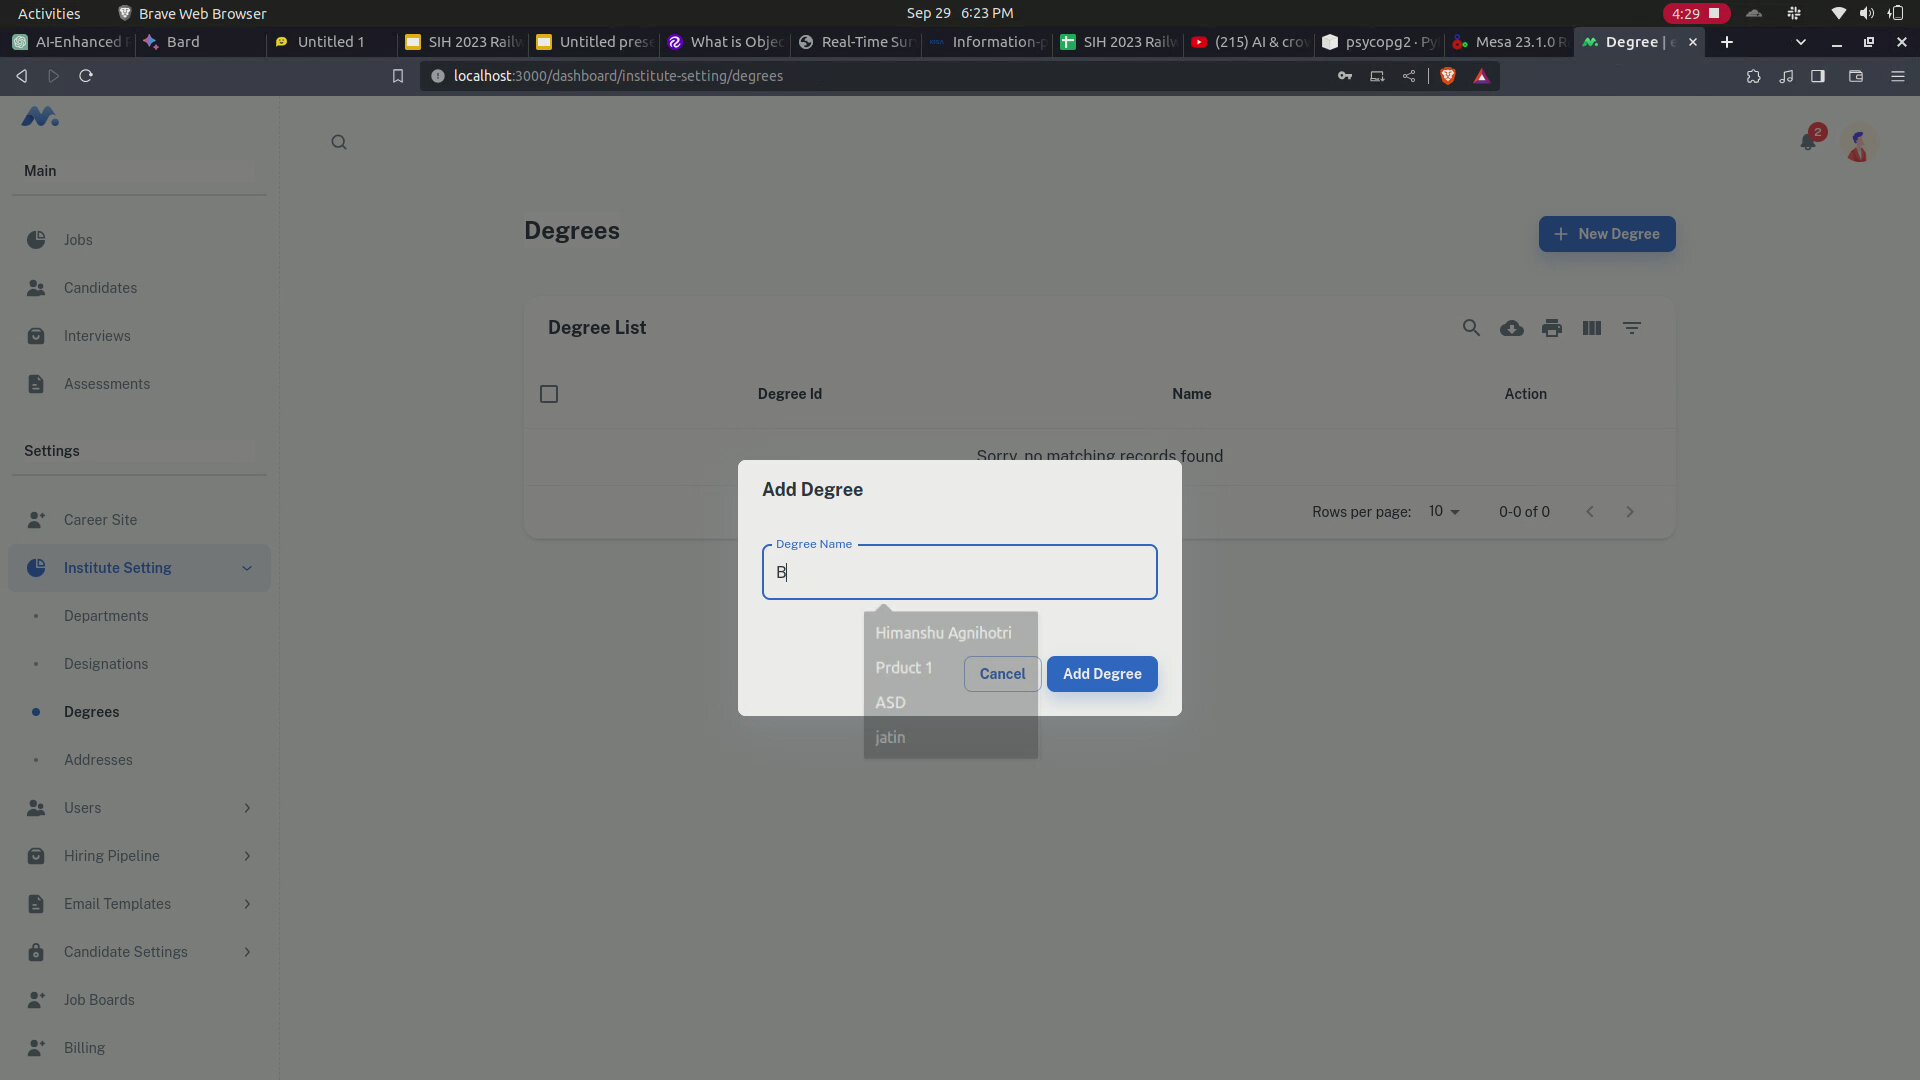 Activities
Brave Web Browser
Sep 29 6:23 PM
4:29
AI-Enhanced
Bard
Untitled 1
SIH 2023 Railw
Untitled prese
What is Objec
Real-Time Sur
Information-p
SIH 2023 Railw
(215) AI & crow
psycopg2 · Py
Mesa 23.1.0 R
Degree |
localhost:3000/dashboard/institute-setting/degrees
2
Main
Jobs
Candidates
Interviews
Assessments
Settings
Career Site
Institute Setting
Departments
Designations
Degrees
Addresses
Users
Hiring Pipeline
Email Templates
Candidate Settings
Job Boards
Billing
Degrees
New Degree
Degree List
Degree Id
Name
Action
Sorry, no matching records found
Rows per page:
10
0-0 of 0
Add Degree
Degree Name
B
Himanshu Agnihotri
Prduct 1
ASD
jatin
Cancel
Add Degree